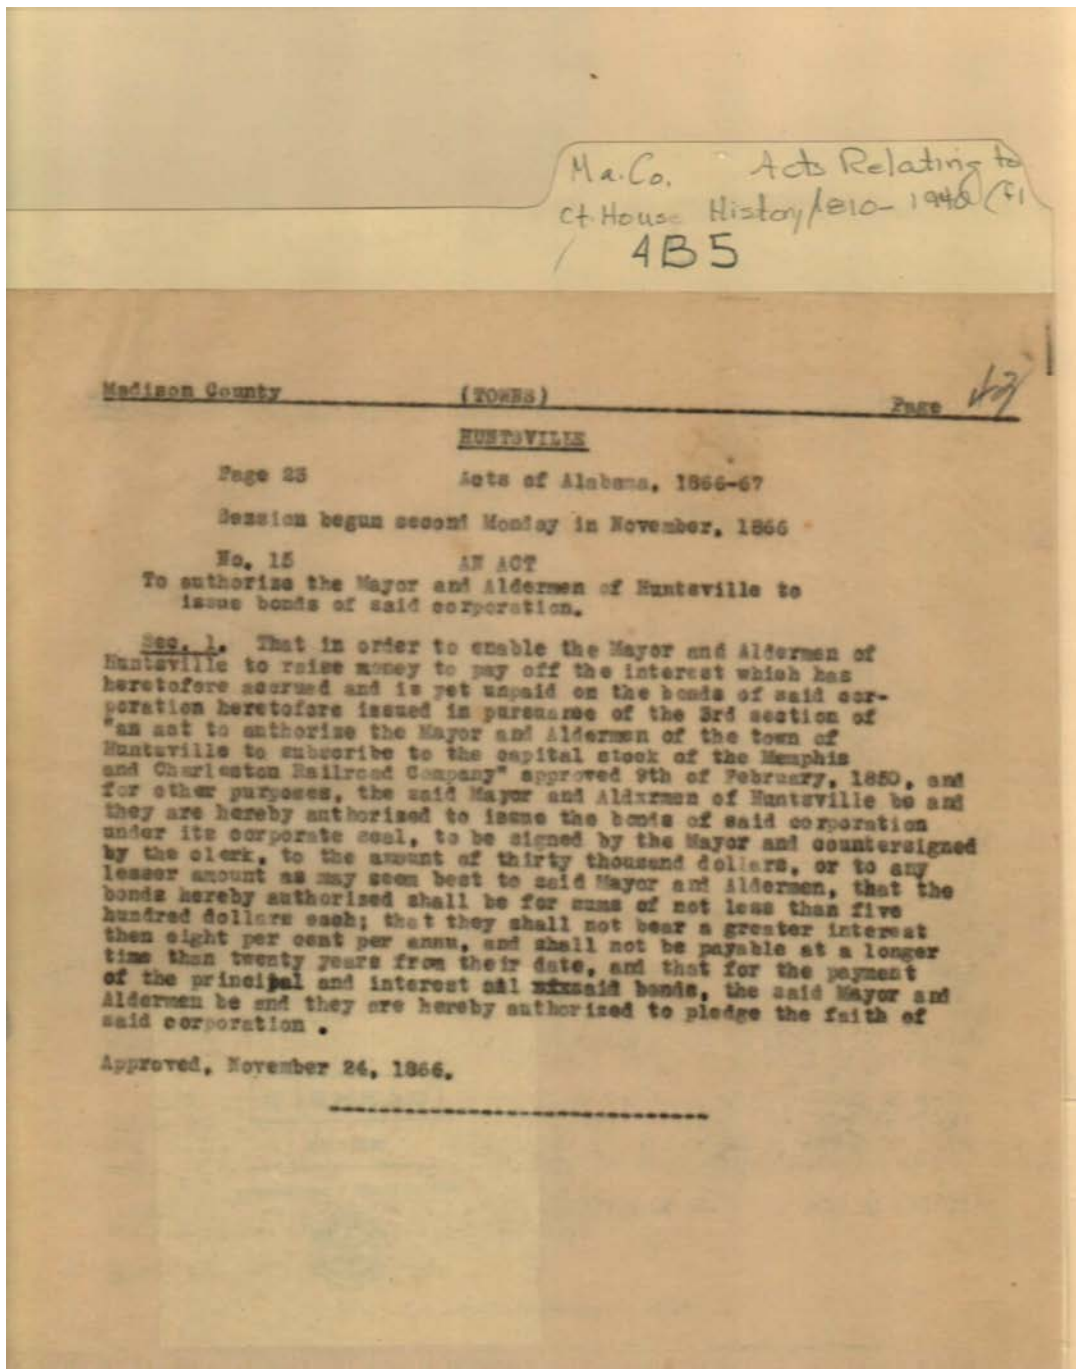 Ma.Co. Acts Relating to
Ct. House History/1810-1940 (f1
4B5
Madison County (TOWNS) Page 43
HUNTSVILLE
Page 23 Acts of Alabama, 1866-67
Session begun second Monday in November, 1866
No. 15 AN ACT
To authorize the Mayor and Aldermen of Huntsville to
issue bonds of said corporation.
Sec. 1. That in order to enable the Mayor and Aldermen of
Huntsville to raise money to pay off the interest which has
heretofore accrued and is yet unpaid on the bonds of said cor-
poration heretofore issued in pursuance of the 3rd section of
"an act to authorize the Mayor and Aldermen of the town of
Huntsville to subscribe to the capital stock of the Memphis
and Charleston Railroad Company" approved 9th of February, 1850, and
for other purposes, the said Mayor and Aldxrmen of Huntsville be and
they are hereby authorized to issue the bonds of said corporation
under its corporate seal, to be signed by the Mayor and countersigned
by the clerk, to the amount of thirty thousand dollars, or to any
lesser amount as may seem best to said Mayor and Aldermen, that the
bonds hereby authorized shall be for sums of not less than five
hundred dollars each; that they shall not bear a greater interest
then eight per cent per annu, and shall not be payable at a longer
time than twenty years from their date, and that for the payment
of the principal and interest said bonds, the said Mayor and
Aldermen be and they are hereby authorized to pledge the faith of
said corporation .
Approved, November 24, 1866.